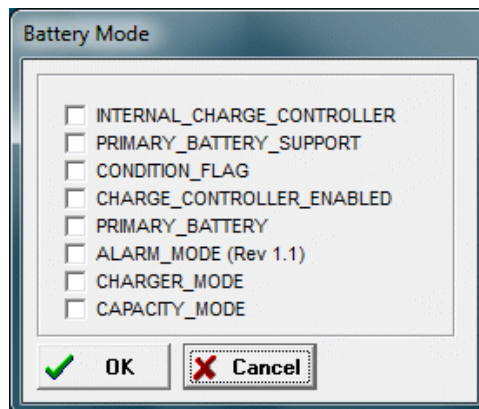 Battery Mode
INTERNAL_CHARGE_CONTROLLER
PRIMARY_BATTERY_SUPPORT
CONDITION_FLAG
CHARGE_CONTROLLER_ENABLED
PRIMARY_BATTERY
ALARM_MODE (Rev 1.1)
CHARGER_MODE
CAPACITY_MODE
OK Cancel